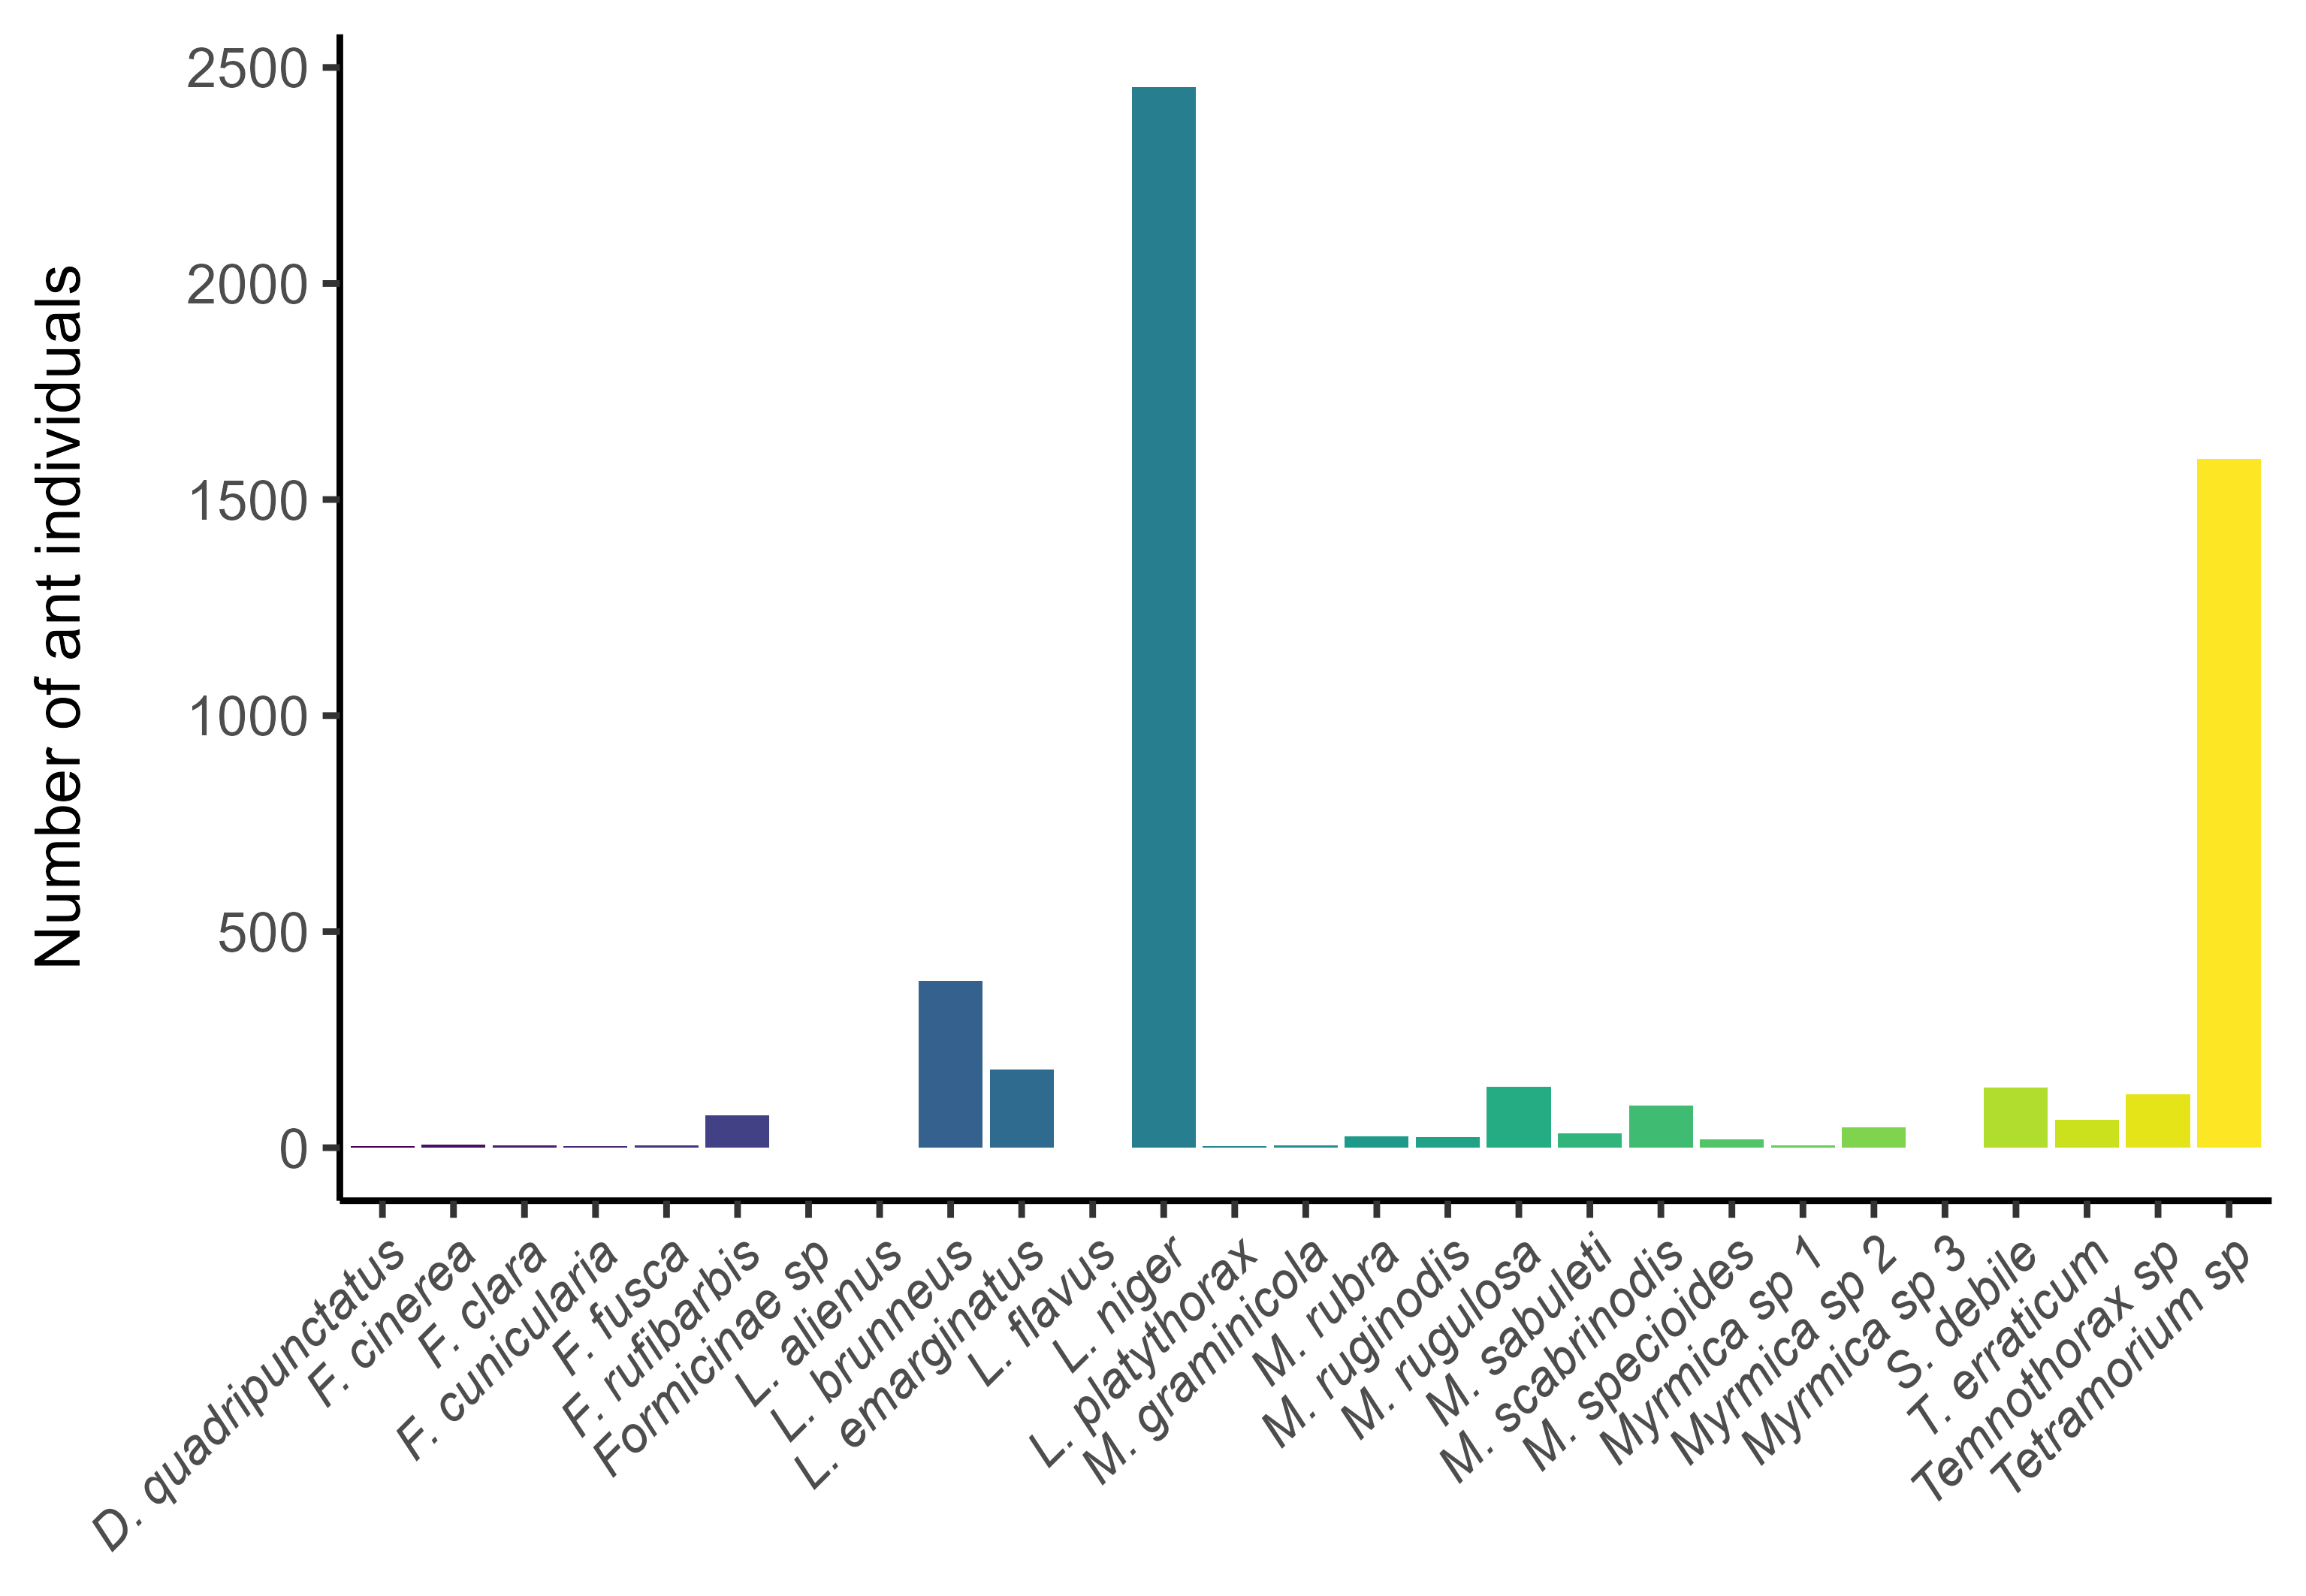 Number of ant individuals
2500
2000
1500
1000
500
0
D. quadripunctatus
F. cinerea
F. clara
F. cunicularia
F. fusca
F. rufibarbis
Formicinae sp
L. alienus
L. brunneus
L. emarginatus
L. flavus
L. niger
L. platythorax
M. graminicola
M. rubra
M. ruginodis
M. rugulosa
M. sabuleti
M. scabrinodis
M. specioides
Myrmica sp 1
Myrmica sp 2
Myrmica sp 3
S. debile
T. erraticum
Temnothorax sp
Tetramorium sp